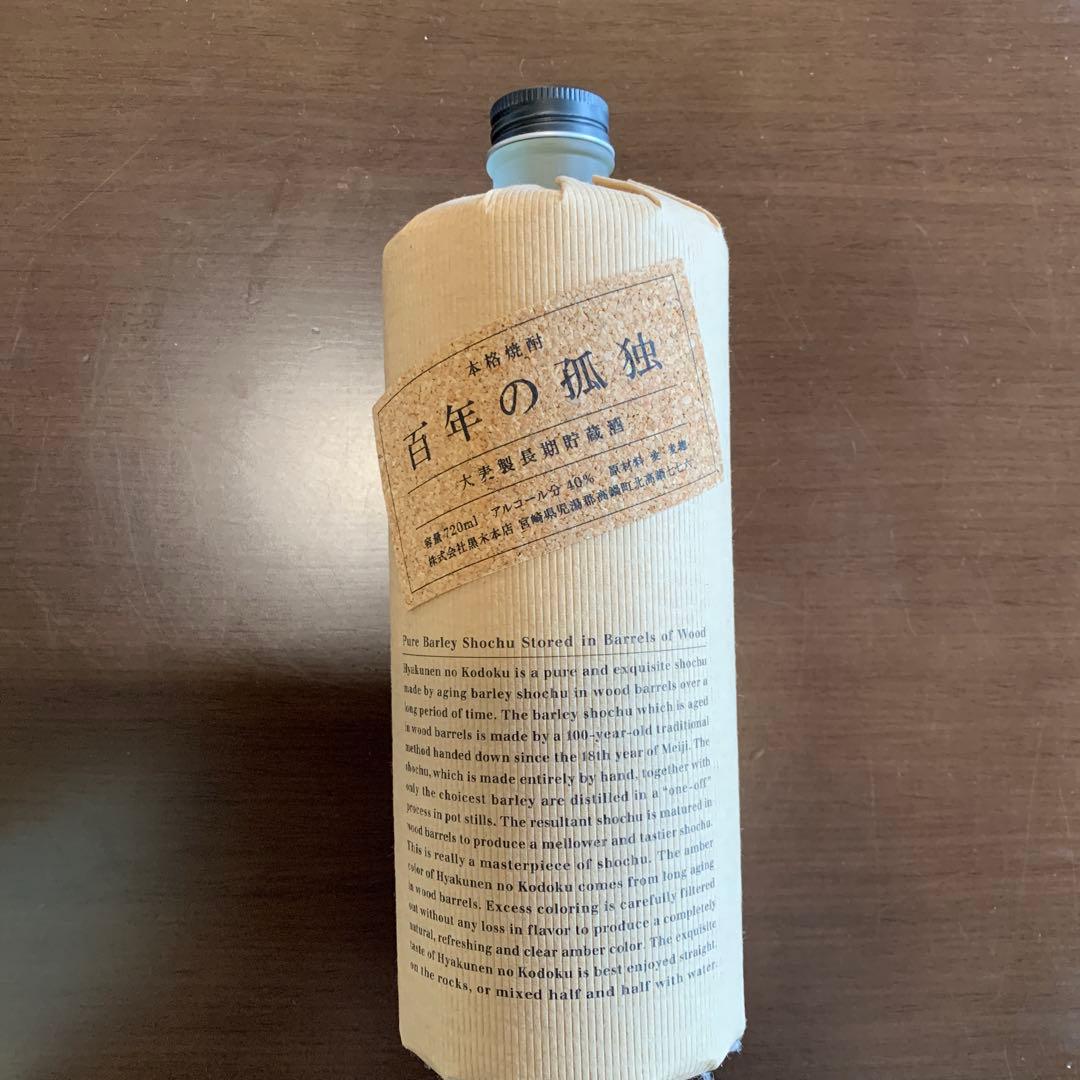 本格焼酎
百年の孤独
大麦製長期貯蔵酒
容量720ml アルコール分40% 原材料 麦・麦麹
株式会社黒木本店 宮崎県児湯郡高鍋町北高鍋七七六
Pure Barley Shochu Stored in Barrels of Wood
Hyakunen no Kodoku is a pure and exquisite shochu
made by aging barley shochu in wood barrels over a
long period of time. The barley shochu which is aged
in wood barrels is made by a 100-year-old traditional
method handed down since the 18th year of Meiji. The
shochu, which is made entirely by hand, together with
only the choicest barley are distilled in a "one-off"
process in pot stills. The resultant shochu is matured in
wood barrels to produce a mellower and tastier shochu.
This is really a masterpiece of shochu. The amber
color of Hyakunen no Kodoku comes from long aging
in wood barrels. Excess coloring is carefully filtered
out without any loss in flavor to produce a completely
natural, refreshing and clear amber color. The exquisite
taste of Hyakunen no Kodoku is best enjoyed straight,
on the rocks, or mixed half and half with water.